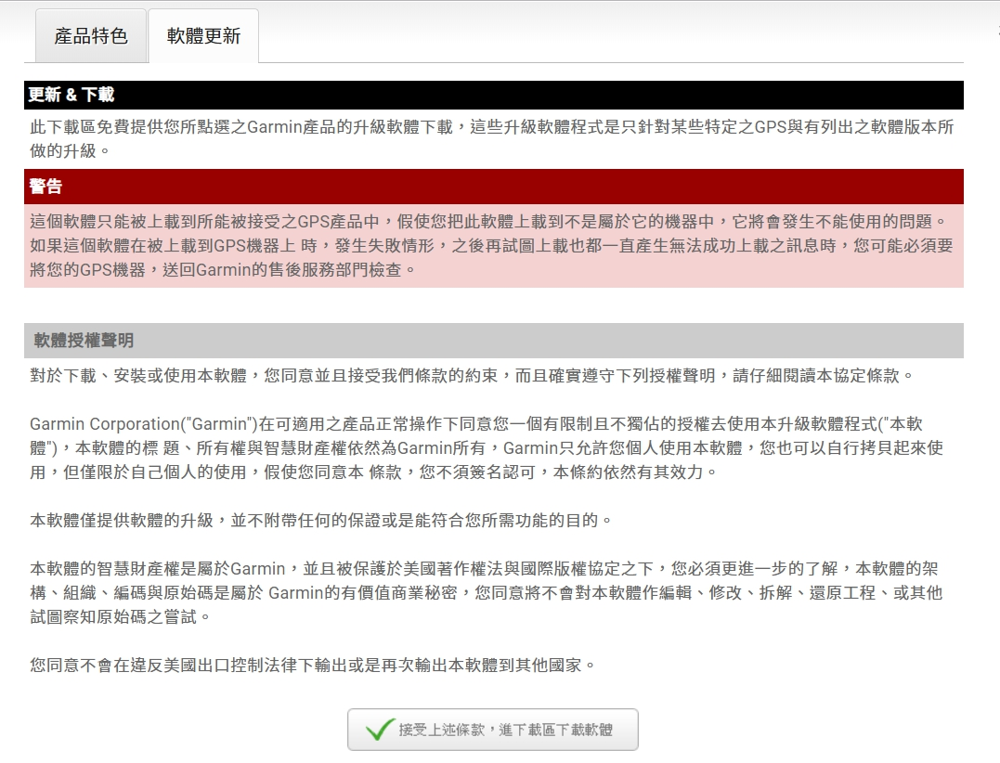 產品特色
軟體更新
更新 & 下載
此下載區免費提供您所點選之Garmin產品的升級軟體下載，這些升級軟體程式是只針對某些特定之GPS與有列出之軟體版本所
做的升級。
警告
這個軟體只能被上載到所能被接受之GPS產品中，假使您把此軟體上載到不是屬於它的機器中，它將會發生不能使用的問題。
如果這個軟體在被上載到GPS機器上 時，發生失敗情形，之後再試圖上載也都一直產生無法成功上載之訊息時，您可能必須要
將您的GPS機器，送回Garmin的售後服務部門檢查。
軟體授權聲明
對於下載、安裝或使用本軟體，您同意並且接受我們條款的約束，而且確實遵守下列授權聲明，請仔細閱讀本協定條款。
Garmin Corporation("Garmin")在可適用之產品正常操作下同意您一個有限制且不獨佔的授權去使用本升級軟體程式("本軟
體")，本軟體的標 題、所有權與智慧財產權依然為Garmin所有，Garmin只允許您個人使用本軟體，您也可以自行拷貝起來使
用，但僅限於自己個人的使用，假使您同意本 條款，您不須簽名認可，本條約依然有其效力。
本軟體僅提供軟體的升級，並不附帶任何的保證或是能符合您所需功能的目的。
本軟體的智慧財產權是屬於Garmin，並且被保護於美國著作權法與國際版權協定之下，您必須更進一步的了解，本軟體的架
構、組織、編碼與原始碼是屬於 Garmin的有價值商業秘密，您同意將不會對本軟體作編輯、修改、拆解、還原工程、或其他
試圖察知原始碼之嘗試。
您同意不會在違反美國出口控制法律下輸出或是再次輸出本軟體到其他國家。
接受上述條款，進下載區下載軟體